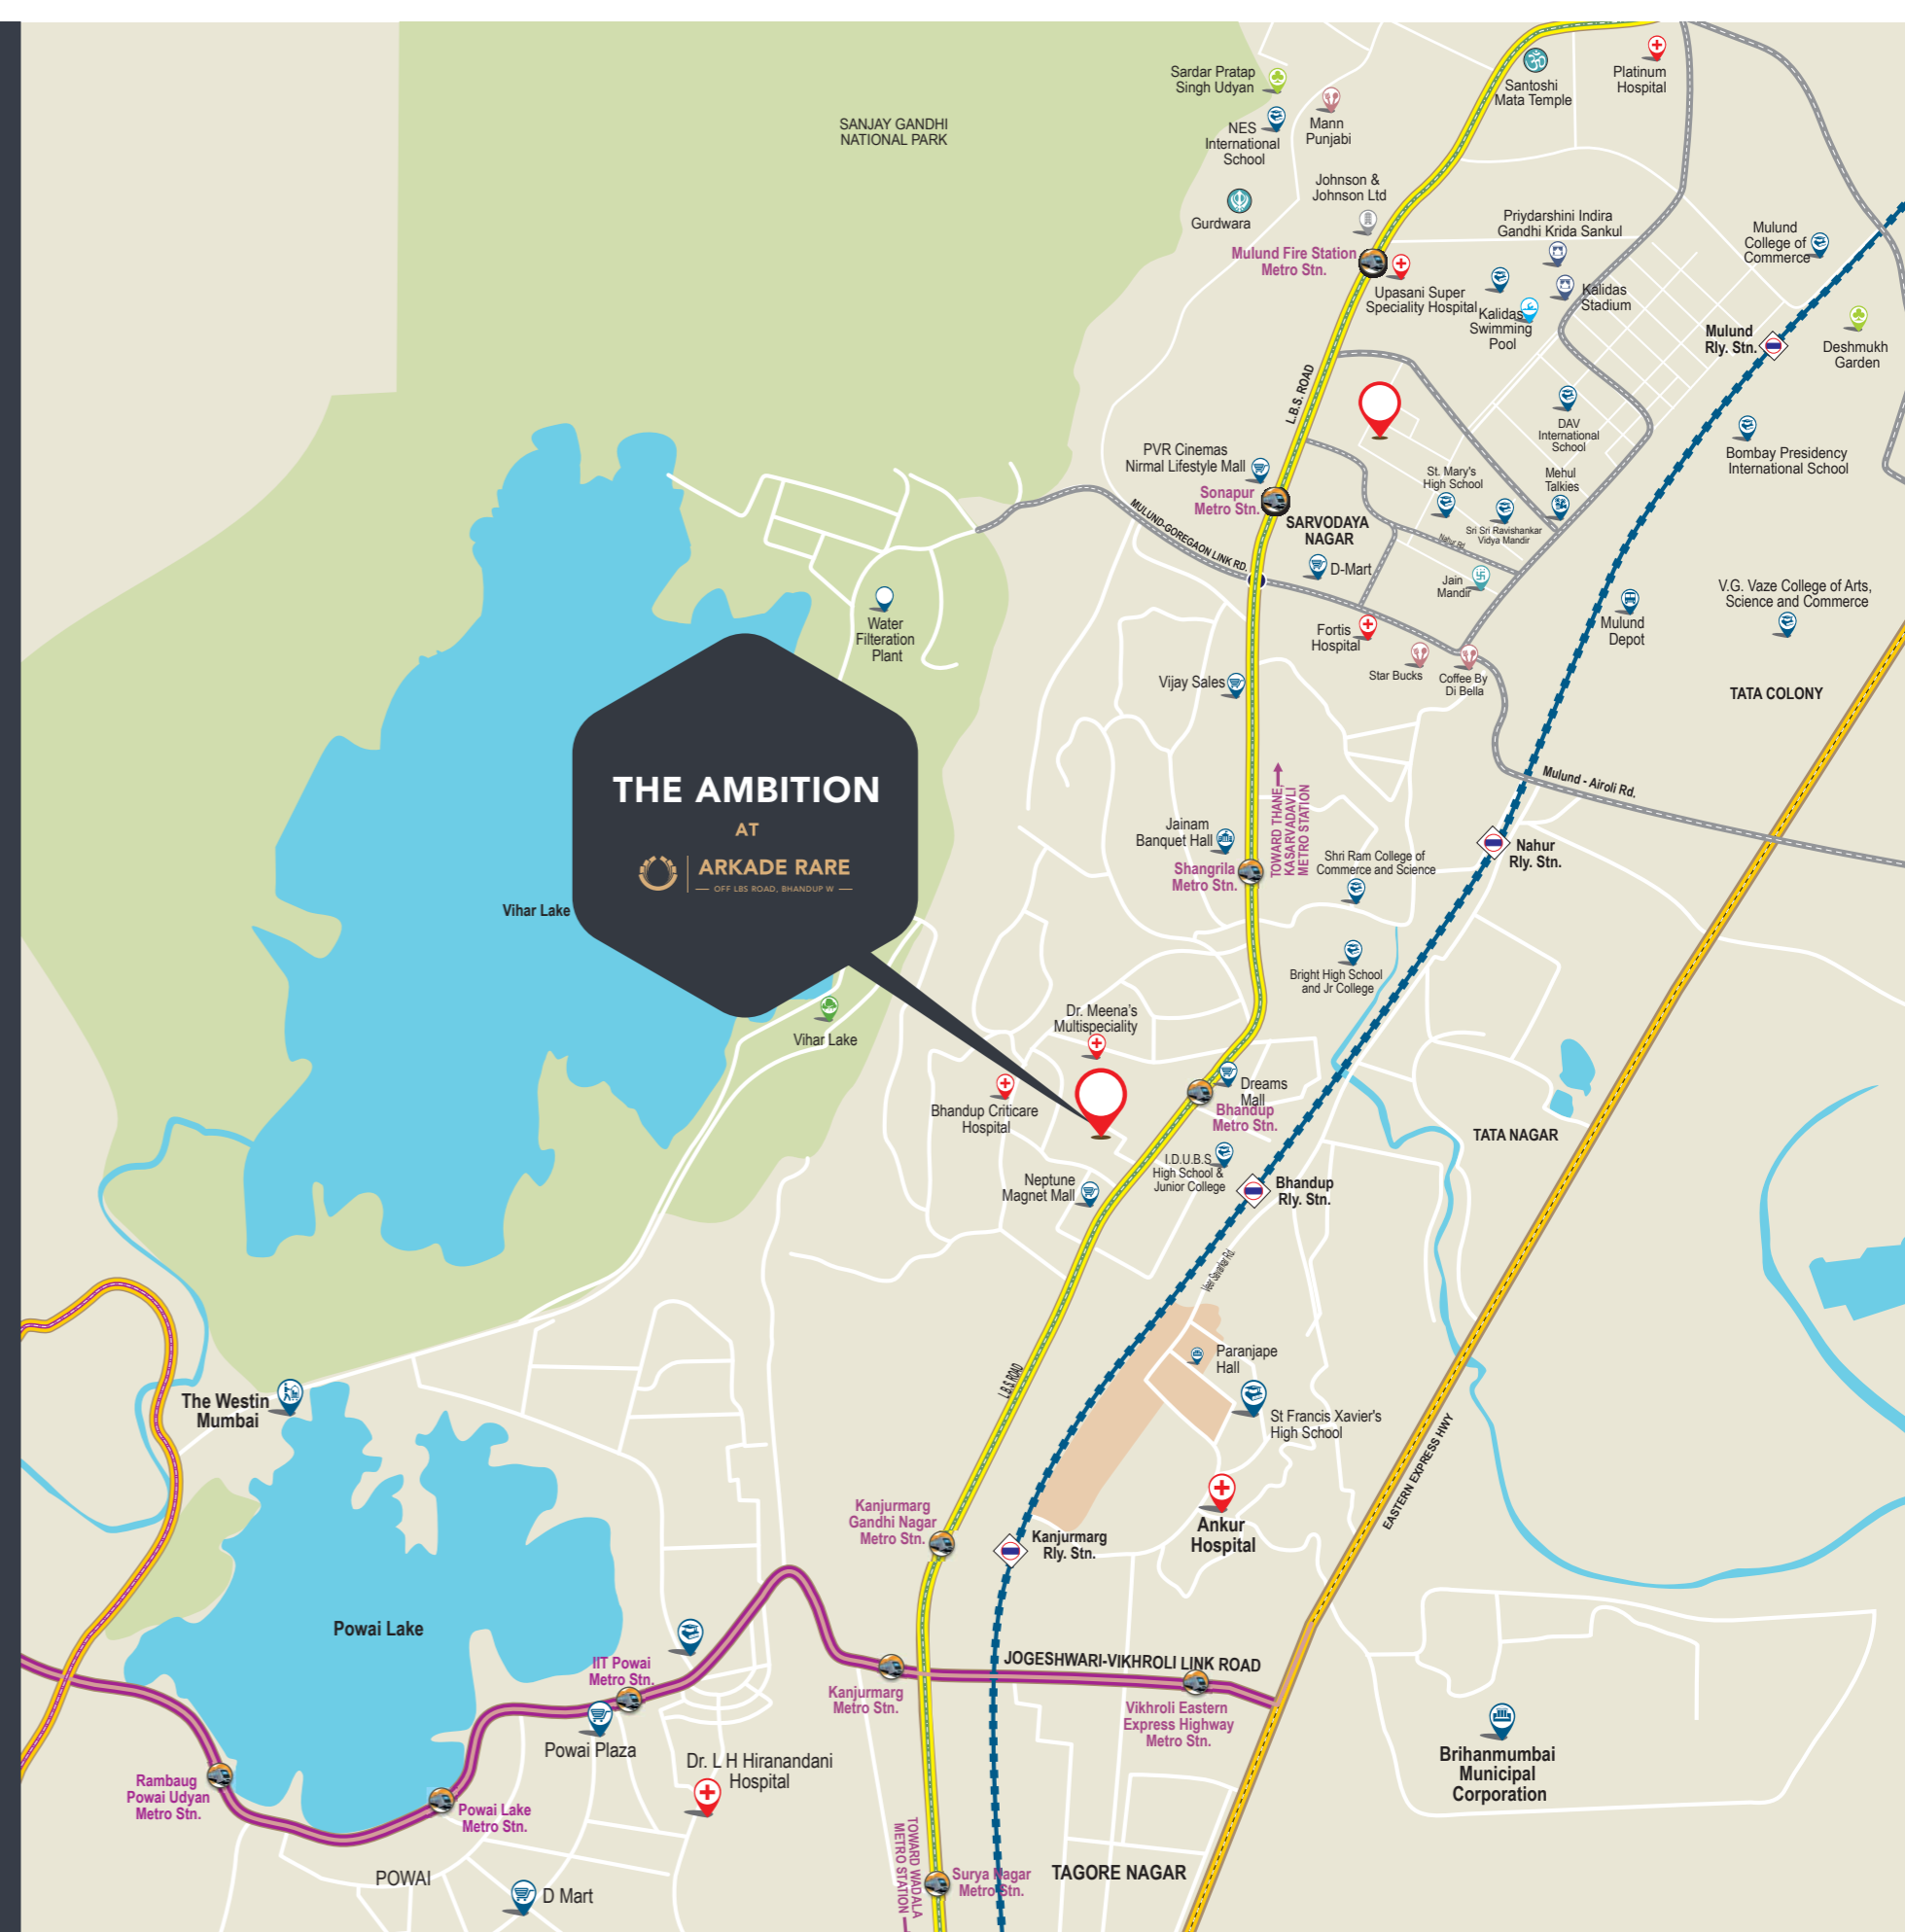 SANJAY GANDHI
NATIONAL PARK
Sardar Pratap
Singh Udyan
NES
International
School
Mann
Punjabi
Gurdwara
Johnson &
Johnson Ltd
Santoshi
Mata Temple
Platinum
Hospital
Mulund Fire Station
Metro Stn.
Priydarshini Indira
Gandhi Krida Sankul
Mulund
College of
Commerce
Upasani Super
Speciality Hospital
Kalidas
Swimming
Pool
Kalidas
Stadium
Mulund
Rly. Stn.
Deshmukh
Garden
L.B.S. ROAD
DAV
International
School
Bombay Presidency
International School
PVR Cinemas
Nirmal Lifestyle Mall
Sonapur
Metro Stn.
St. Mary's
High School
Mehul
Talkies
MULUND-GOREGAON LINK RD.
SARVODAYA
NAGAR
Sri Sri Ravishankar
Vidya Mandir
Nahur Rd.
D-Mart
Jain
Mandir
V.G. Vaze College of Arts,
Science and Commerce
Water
Filteration
Plant
Fortis
Hospital
Mulund
Depot
Star Bucks
Coffee By
Di Bella
Vijay Sales
TATA COLONY
THE AMBITION
AT
ARKADE RARE
OFF LBS ROAD, BHANDUP W
TOWARD THANE
KASARVADAVLI
METRO STATION
Mulund - Airoli Rd.
Jainam
Banquet Hall
Shangrila
Metro Stn.
Shri Ram College of
Commerce and Science
Nahur
Rly. Stn.
Vihar Lake
Bright High School
and Jr College
Vihar Lake
Dr. Meena's
Multispeciality
Bhandup Criticare
Hospital
Dreams
Mall
Bhandup
Metro Stn.
TATA NAGAR
I.D.U.B.S
High School &
Junior College
Neptune
Magnet Mall
Bhandup
Rly. Stn.
Veer Savarkar Rd.
Paranjape
Hall
L.B.S. ROAD
The Westin
Mumbai
St Francis Xavier's
High School
EASTERN EXPRESS HWY
Kanjurmarg
Gandhi Nagar
Metro Stn.
Kanjurmarg
Rly. Stn.
Ankur
Hospital
Powai Lake
IIT Powai
Metro Stn.
JOGESHWARI-VIKHROLI LINK ROAD
Kanjurmarg
Metro Stn.
Vikhroli Eastern
Express Highway
Metro Stn.
Powai Plaza
Dr. L H Hiranandani
Hospital
Brihanmumbai
Municipal
Corporation
Rambaug
Powai Udyan
Metro Stn.
Powai Lake
Metro Stn.
TOWARD WADALA
METRO STATION
POWAI
D Mart
Surya Nagar
Metro Stn.
TAGORE NAGAR